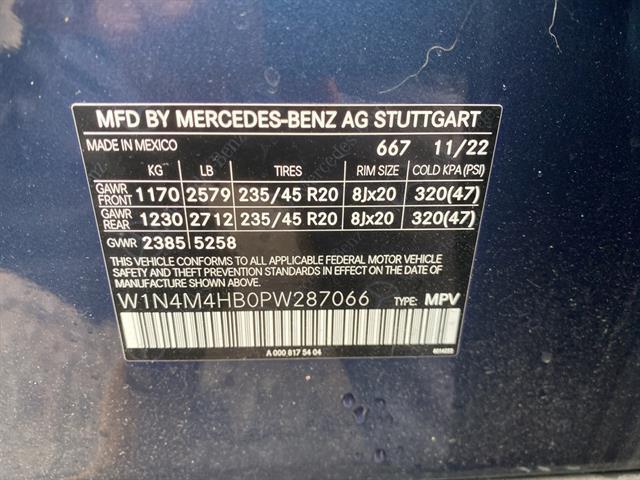 MFD BY MERCEDES-BENZ AG STUTTGART
MADE IN MEXICO 667 11/22
KG LB TIRES RIM SIZE COLD KPA (PSI)
GAWR FRONT 1170 2579 235/45 R20 8Jx20 320(47)
GAWR REAR 1230 2712 235/45 R20 8Jx20 320(47)
GVWR 2385 5258
THIS VEHICLE CONFORMS TO ALL APPLICABLE FEDERAL MOTOR VEHICLE
SAFETY AND THEFT PREVENTION STANDARDS IN EFFECT ON THE DATE
OF MANUFACTURE SHOWN ABOVE.
W1N4M4HB0PW287066 TYPE: MPV
A 000 817 54 04